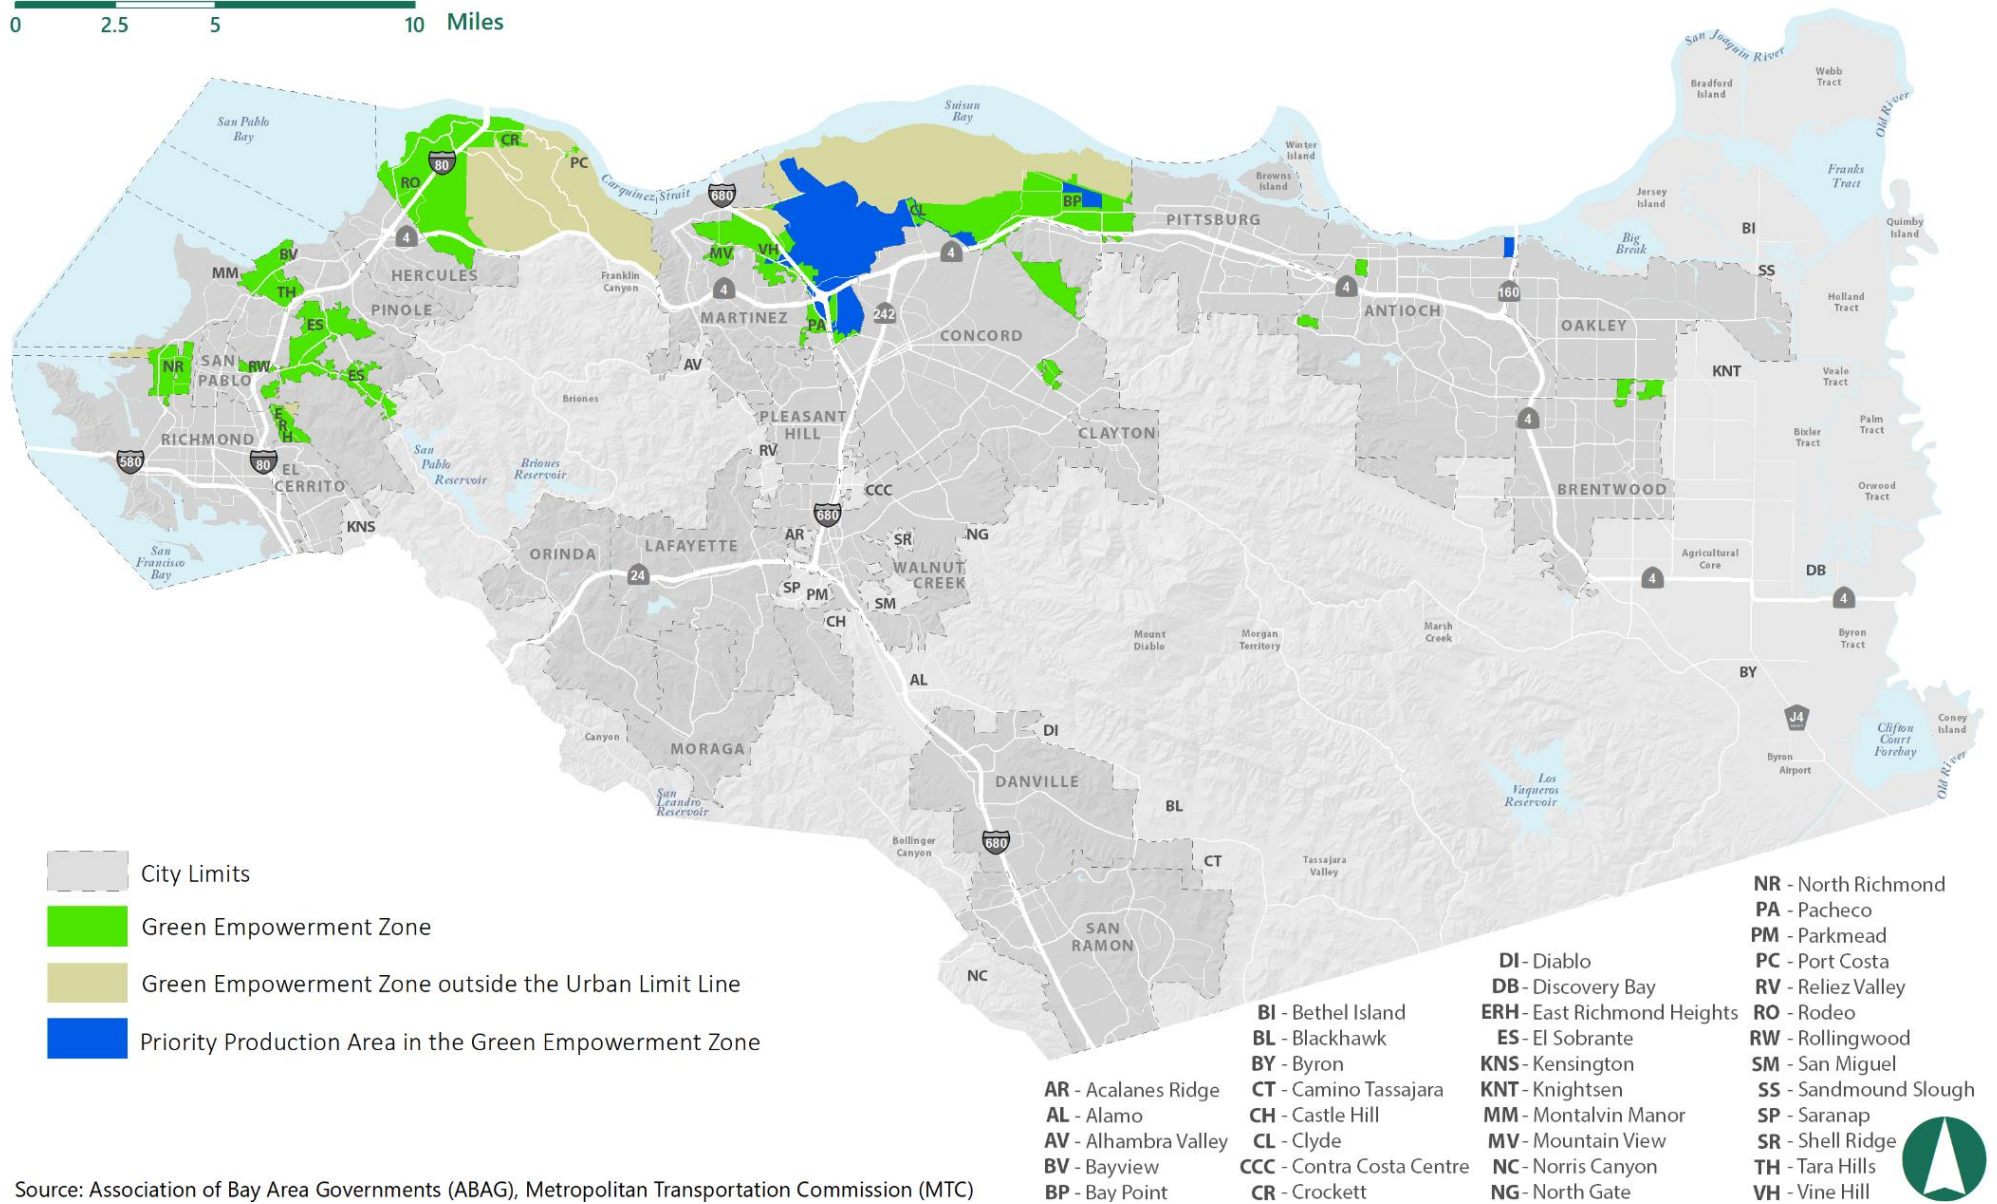 0 2.5 5 10 Miles
San Pablo
Bay
Suisun
Bay
Carquinez Strait
San Joaquin River
Old River
Webb
Tract
Bradford
Island
Franks
Tract
Winter
Island
Browns
Island
Jersey
Island
Quimby
Island
Big
Break
BI
SS
Holland
Tract
CR
80
PC
RO
4
680
CL
BP
PITTSBURG
MV
VH
4
4
BV
MM
TH
HERCULES
PINOLE
Franklin
Canyon
MARTINEZ
PA
242
CONCORD
4
ANTIOCH
160
OAKLEY
ES
NR
SAN
PABLO
RW
ES
AV
Briones
KNT
Veale
Tract
E
R
H
RICHMOND
PLEASANT
HILL
CLAYTON
4
Bixler
Tract
Palm
Tract
580
80
EL
CERRITO
San
Pablo
Reservoir
Briones
Reservoir
RV
CCC
BRENTWOOD
Orwood
Tract
KNS
680
San
Francisco
Bay
ORINDA
LAFAYETTE
AR
SR
NG
24
WALNUT
CREEK
SP
PM
SM
CH
Agricultural
Core
DB
4
4
Mount
Diablo
Morgan
Territory
Marsh
Creek
Byron
Tract
AL
BY
J4
Canyon
MORAGA
DI
DANVILLE
Clifton
Court
Forebay
Coney
Island
Old River
Byron
Airport
San
Leandro
Reservoir
BL
Los
Vaqueros
Reservoir
Bollinger
Canyon
680
CT
Tassajara
Valley
SAN
RAMON
NC
City Limits
Green Empowerment Zone
Green Empowerment Zone outside the Urban Limit Line
Priority Production Area in the Green Empowerment Zone
AR - Acalanes Ridge
AL - Alamo
AV - Alhambra Valley
BV - Bayview
BP - Bay Point
BI - Bethel Island
BL - Blackhawk
BY - Byron
CT - Camino Tassajara
CH - Castle Hill
CL - Clyde
CCC - Contra Costa Centre
CR - Crockett
DI - Diablo
DB - Discovery Bay
ERH - East Richmond Heights
ES - El Sobrante
KNS - Kensington
KNT - Knightsen
MM - Montalvin Manor
MV - Mountain View
NC - Norris Canyon
NG - North Gate
NR - North Richmond
PA - Pacheco
PM - Parkmead
PC - Port Costa
RV - Reliez Valley
RO - Rodeo
RW - Rollingwood
SM - San Miguel
SS - Sandmound Slough
SP - Saranap
SR - Shell Ridge
TH - Tara Hills
VH - Vine Hill
Source: Association of Bay Area Governments (ABAG), Metropolitan Transportation Commission (MTC)